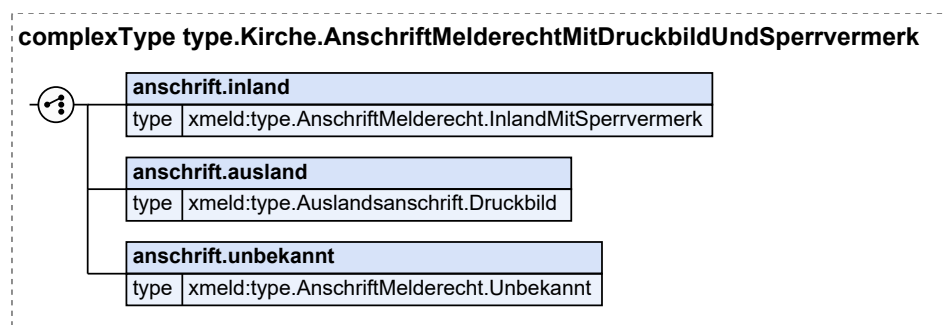 complexType type.Kirche.AnschriftMelderechtMitDruckbildUndSperrvermerk
anschrift.inland
type xmeld:type.AnschriftMelderecht.InlandMitSperrvermerk
anschrift.ausland
type xmeld:type.Auslandsanschrift.Druckbild
anschrift.unbekannt
type xmeld:type.AnschriftMelderecht.Unbekannt